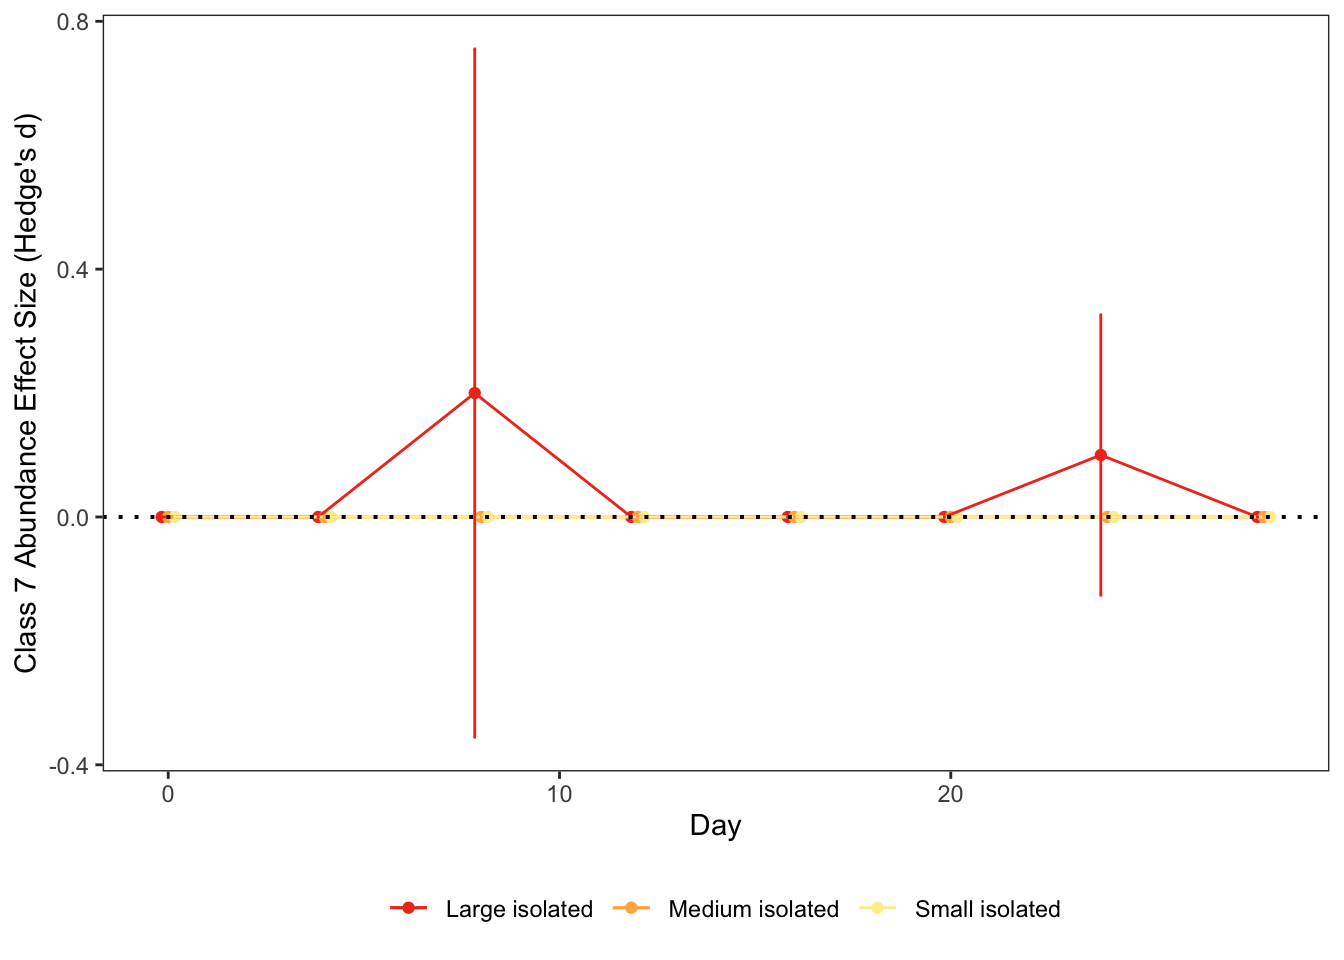 Class 7 Abundance Effect Size (Hedge's d)
0.8
0.4
0.0
-0.4
0 10 20
Day
Large isolated Medium isolated Small isolated